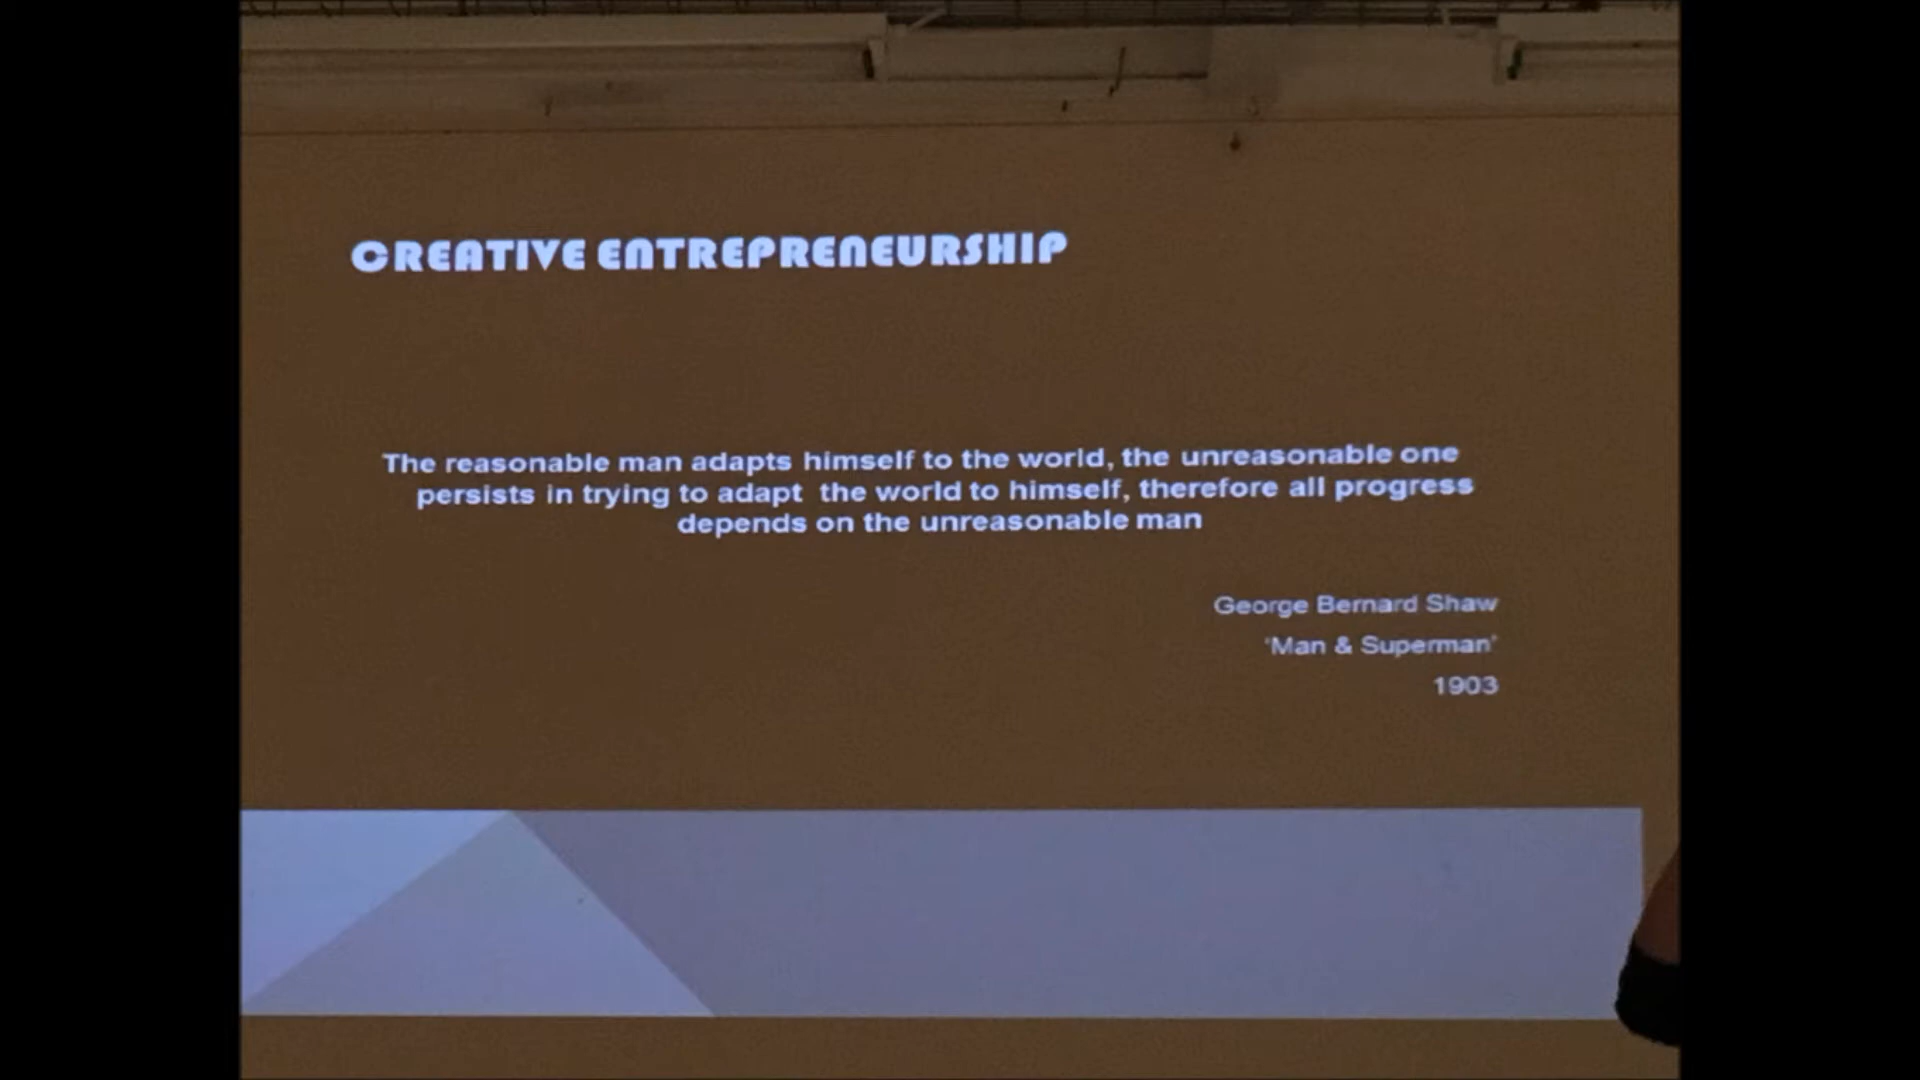 CREATIVE ENTREPRENEURSHIP
The reasonable man adapts himself to the world, the unreasonable one
persists in trying to adapt the world to himself, therefore all progress
depends on the unreasonable man
George Bernard Shaw
'Man & Superman'
1903